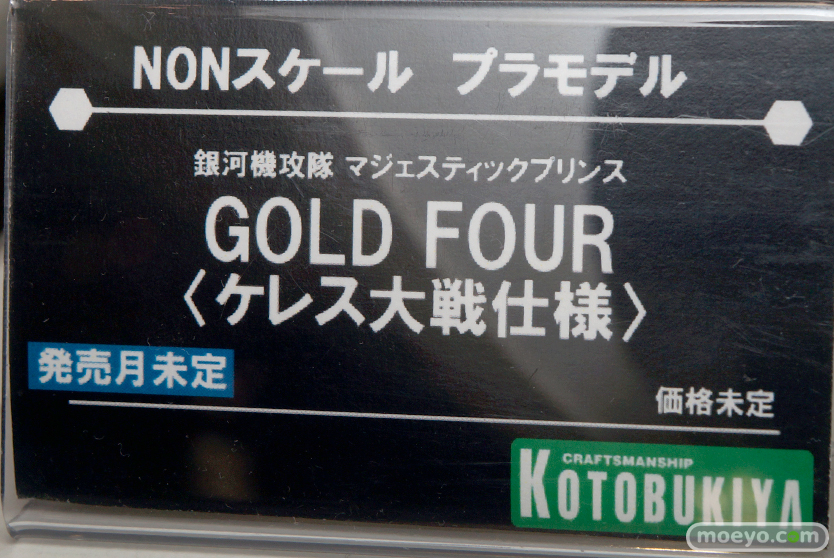 NONスケール プラモデル
銀河機攻隊 マジェスティックプリンス
GOLD FOUR
〈ケレス大戦仕様〉
発売月未定
価格未定
CRAFTSMANSHIP
KOTOBUKIYA
moeyo.com